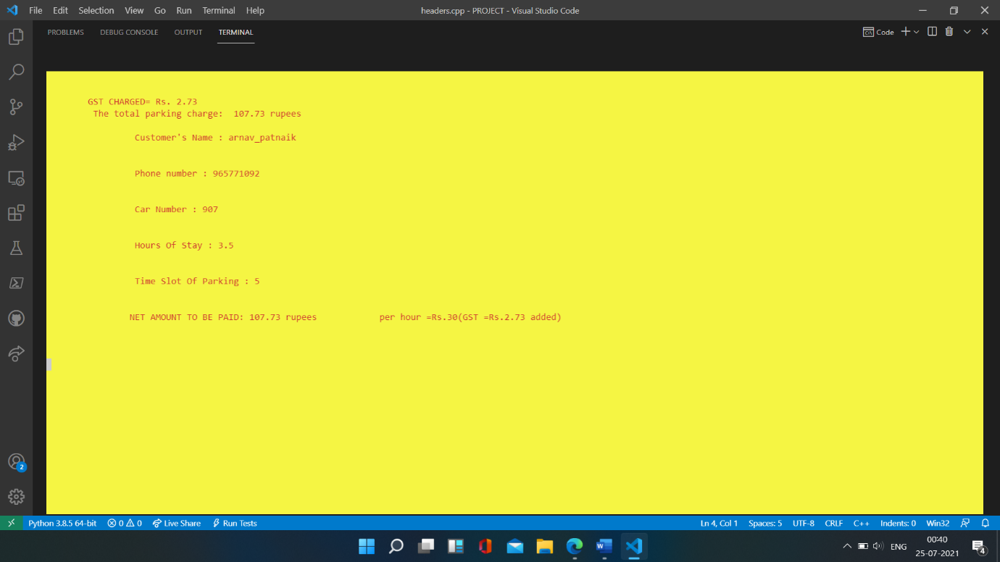 File Edit Selection View Go Run Terminal Help headers.cpp - PROJECT - Visual Studio Code
PROBLEMS DEBUG CONSOLE OUTPUT TERMINAL Code
GST CHARGED= Rs. 2.73
The total parking charge: 107.73 rupees
Customer's Name : arnav_patnaik
Phone number : 965771092
Car Number : 907
Hours Of Stay : 3.5
Time Slot Of Parking : 5
NET AMOUNT TO BE PAID: 107.73 rupees per hour =Rs.30(GST =Rs.2.73 added)
2
Python 3.8.5 64-bit 0 0 Live Share Run Tests Ln 4, Col 1 Spaces: 5 UTF-8 CRLF C++ Indents: 0 Win32
ENG 00:40
25-07-2021 4